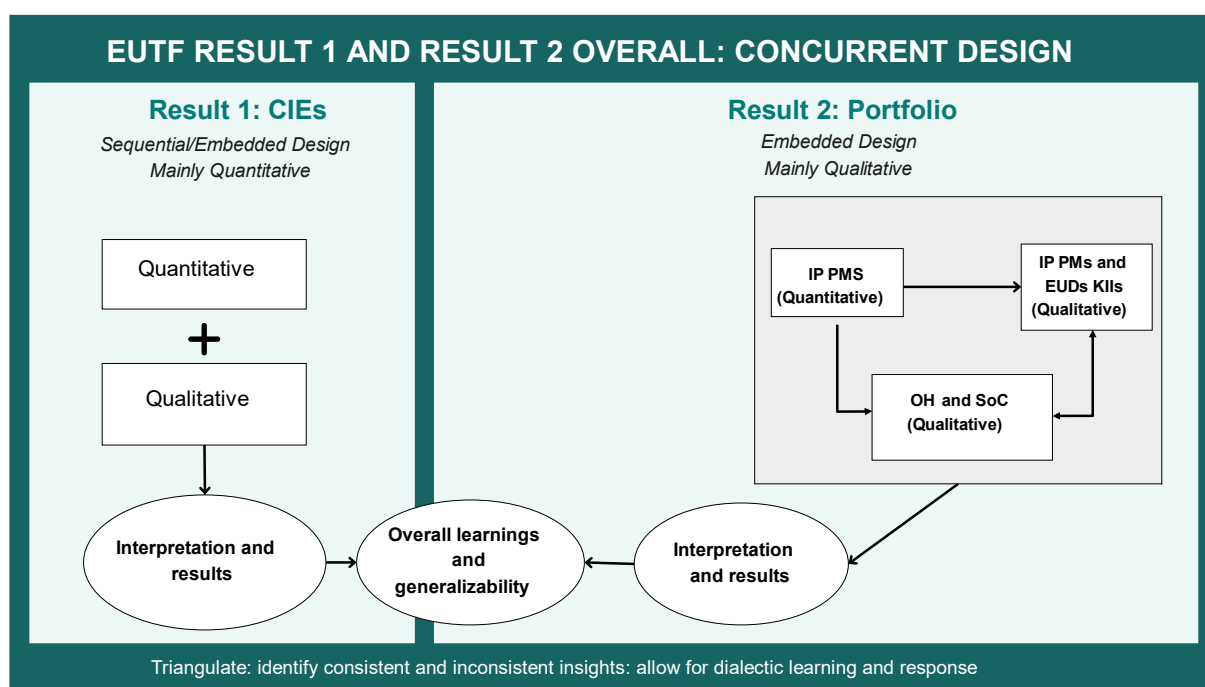 EUTF RESULT 1 AND RESULT 2 OVERALL: CONCURRENT DESIGN
Result 1: CIEs
Sequential/Embedded Design
Mainly Quantitative
Quantitative
+
Qualitative
Interpretation and
results
Overall learnings
and
generalizability
Result 2: Portfolio
Embedded Design
Mainly Qualitative
IP PMS
(Quantitative)
IP PMs and
EUDs KIIs
(Qualitative)
OH and SoC
(Qualitative)
Interpretation
and results
Triangulate: identify consistent and inconsistent insights: allow for dialectic learning and response